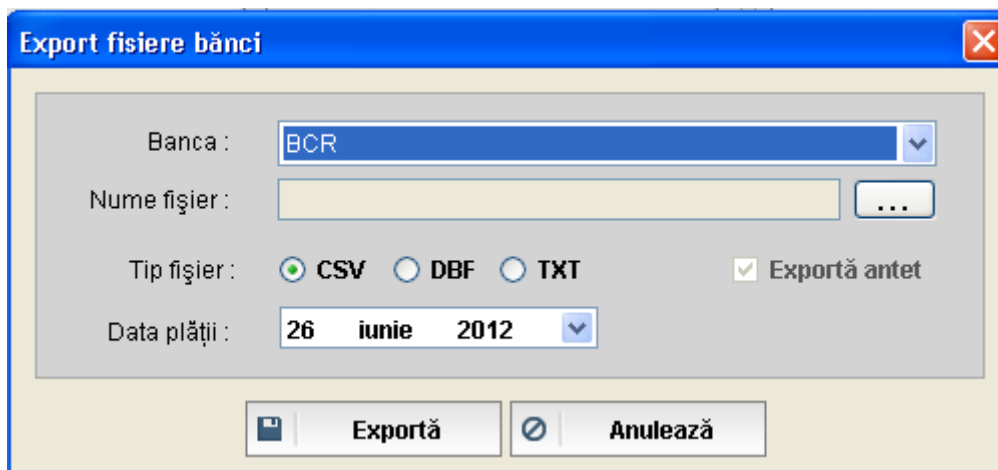 Export fisiere bănci
Banca : BCR
Nume fişier : ...
Tip fişier : CSV DBF TXT Exportă antet
Data plăţii : 26 iunie 2012
Exportă Anulează